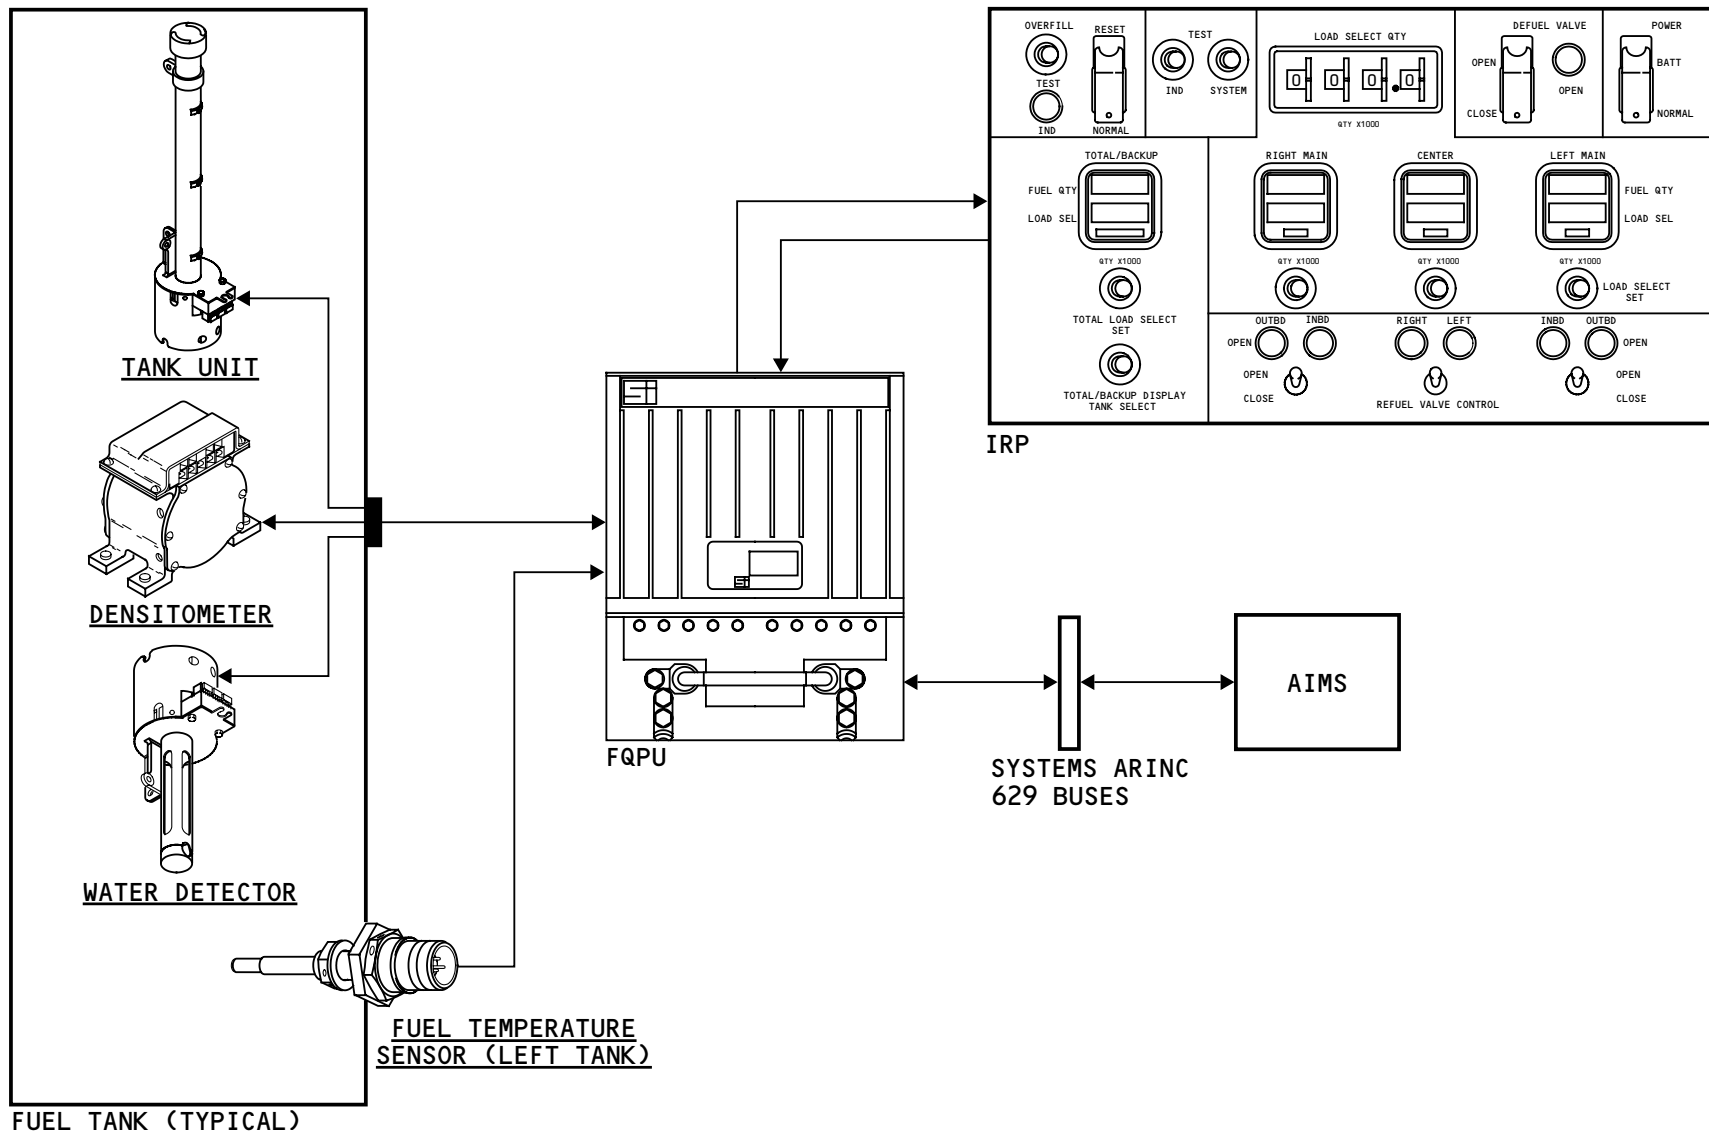 TANK UNIT
DENSITOMETER
WATER DETECTOR
FUEL TEMPERATURE
SENSOR (LEFT TANK)
FUEL TANK (TYPICAL)
FQPU
OVERFILL
TEST
IND
RESET
NORMAL
TEST
IND
SYSTEM
LOAD SELECT QTY
0 0 0 . 0
QTY X1000
DEFUEL VALVE
OPEN
CLOSE
OPEN
POWER
BATT
NORMAL
TOTAL/BACKUP
FUEL QTY
LOAD SEL
QTY X1000
TOTAL LOAD SELECT
SET
TOTAL/BACKUP DISPLAY
TANK SELECT
RIGHT MAIN
QTY X1000
CENTER
QTY X1000
LEFT MAIN
FUEL QTY
LOAD SEL
QTY X1000
LOAD SELECT
SET
OUTBD
INBD
OPEN
OPEN
CLOSE
RIGHT
LEFT
REFUEL VALVE CONTROL
INBD
OUTBD
OPEN
OPEN
CLOSE
IRP
SYSTEMS ARINC
629 BUSES
AIMS